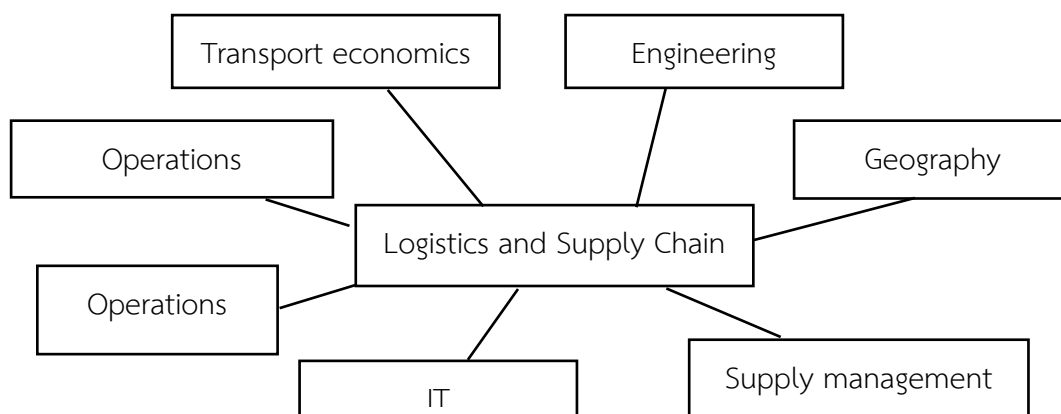 Transport economics
Engineering
Operations
Geography
Logistics and Supply Chain
Operations
Supply management
IT